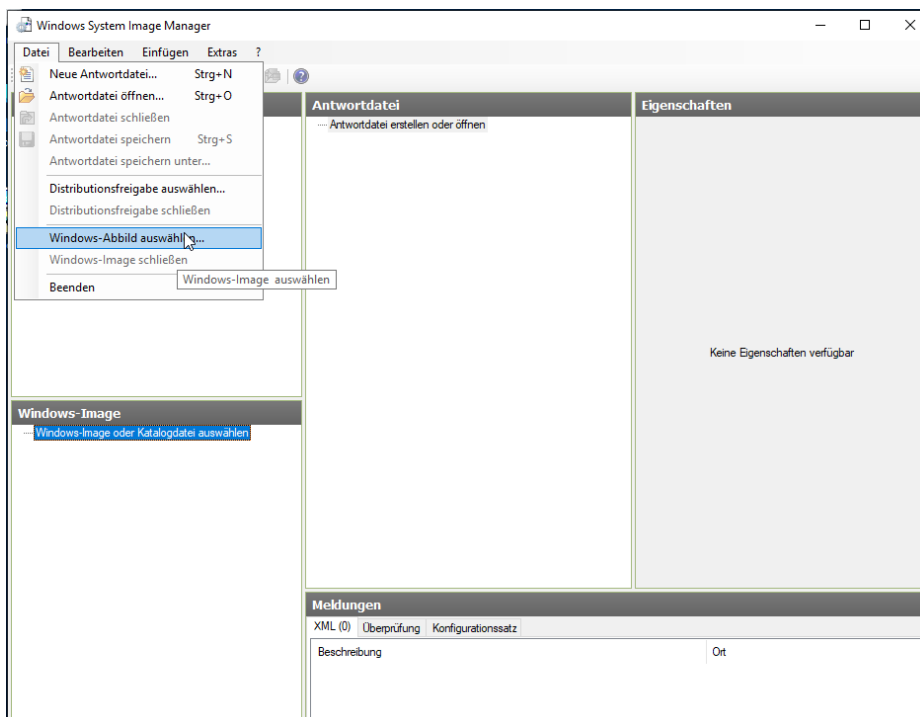 Windows System Image Manager
Datei Bearbeiten Einfügen Extras ?
Neue Antwortdatei... Strg+N
Antwortdatei öffnen... Strg+O
Antwortdatei schließen
Antwortdatei speichern Strg+S
Antwortdatei speichern unter...
Distributionsfreigabe auswählen...
Distributionsfreigabe schließen
Windows-Abbild auswählen...
Windows-Image schließen
Windows-Image auswählen
Beenden
Antwortdatei
Antwortdatei erstellen oder öffnen
Eigenschaften
Keine Eigenschaften verfügbar
Windows-Image
Windows-Image oder Katalogdatei auswählen
Meldungen
XML (0) Überprüfung Konfigurationssatz
Beschreibung Ort